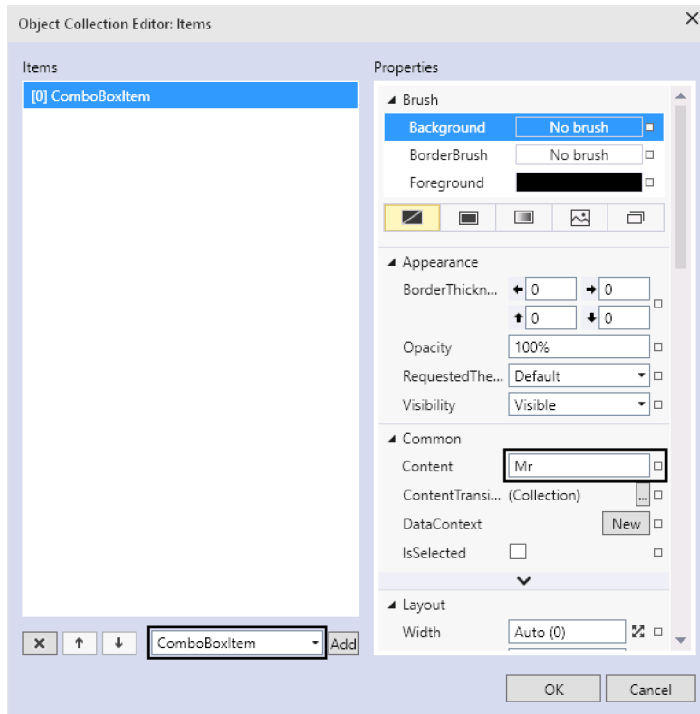 Object Collection Editor: Items
Items
Properties
[0] ComboBoxItem
Brush
Background No brush
BorderBrush No brush
Foreground
Appearance
BorderThickn... 0 0
0 0
Opacity 100%
RequestedThe... Default
Visibility Visible
Common
Content Mr
ContentTransi... (Collection) ...
DataContext New
IsSelected
Layout
Width Auto (0)
ComboBoxItem Add
OK Cancel